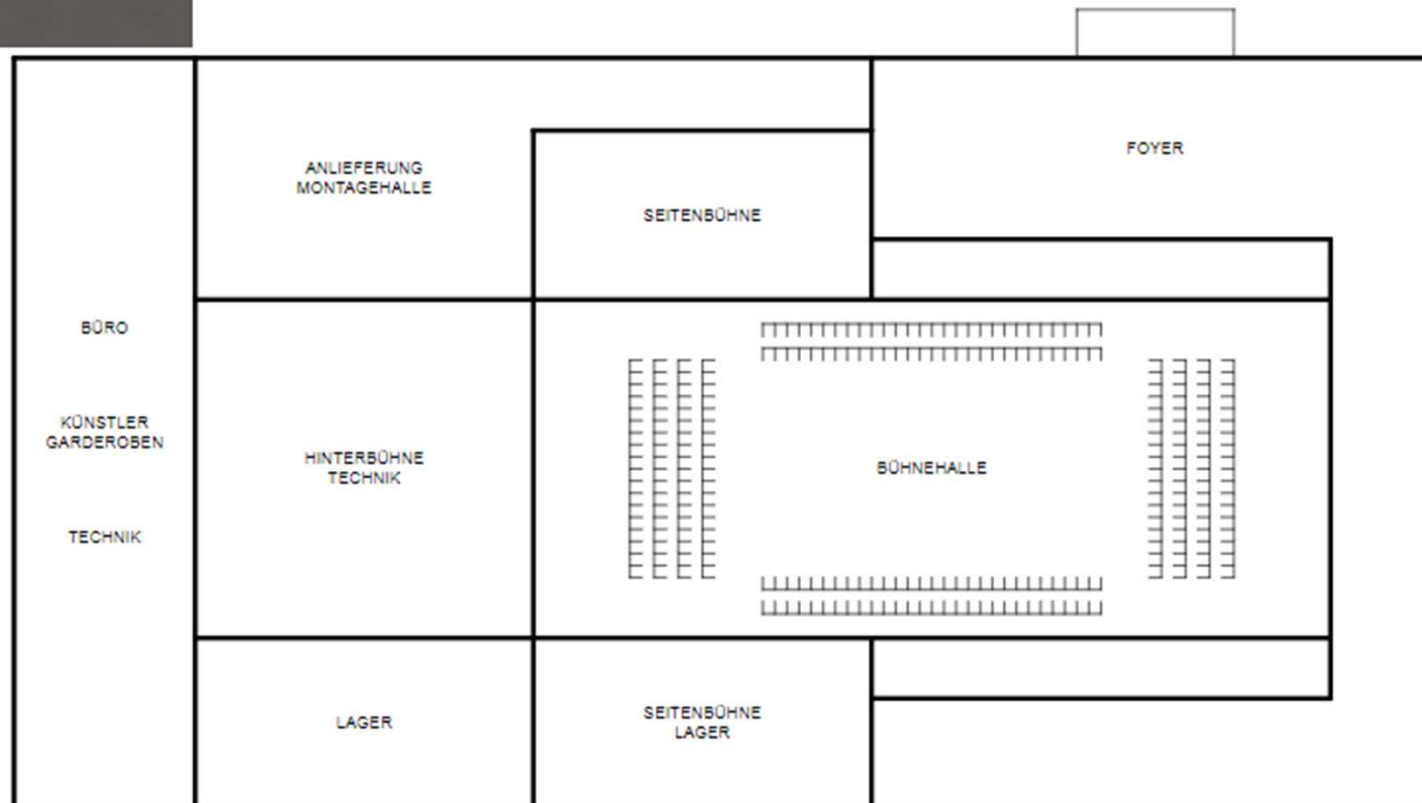 FOYER
ANLIEFERUNG
MONTAGEHALLE
SEITENBÜHNE
BÜRO
KÜNSTLER
GARDEROBEN
TECHNIK
HINTERBÜHNE
TECHNIK
BÜHNEHALLE
LAGER
SEITENBÜHNE
LAGER